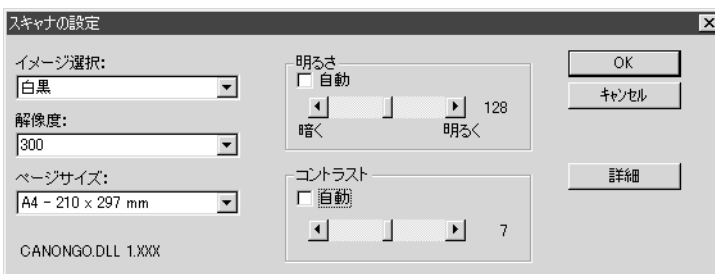 スキャナの設定
イメージ選択:
白黒
解像度:
300
ページサイズ:
A4 - 210 x 297 mm
CANONGO.DLL 1.XXX
明るさ
自動
128
暗く 明るく
コントラスト
自動
7
OK
キャンセル
詳細